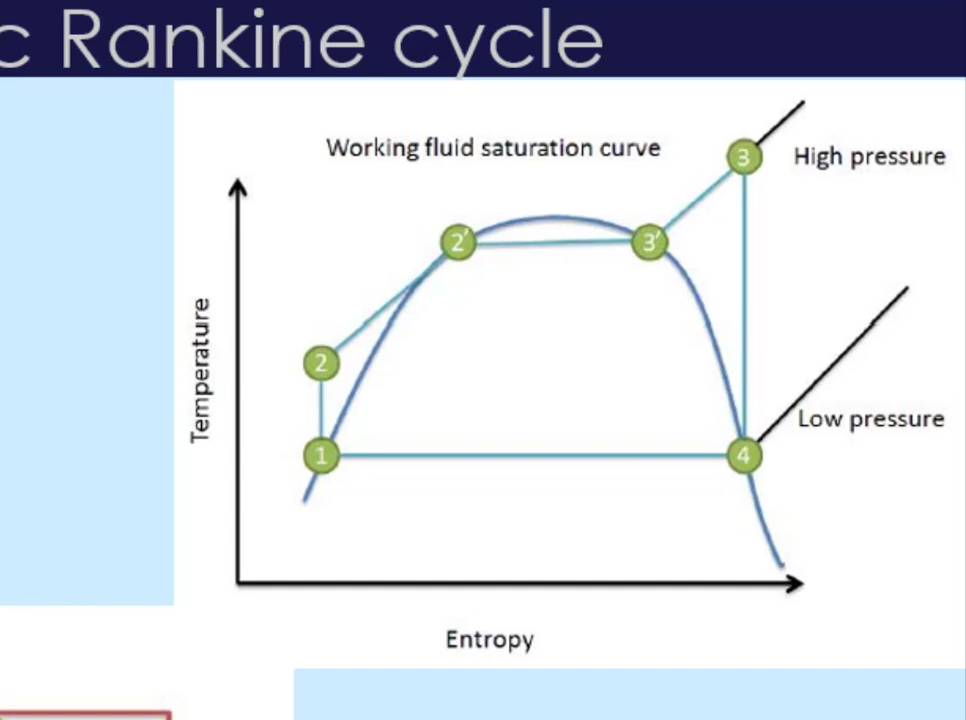 c Rankine cycle
Working fluid saturation curve
3
High pressure
2'
3'
Temperature
2
Low pressure
1
4
Entropy